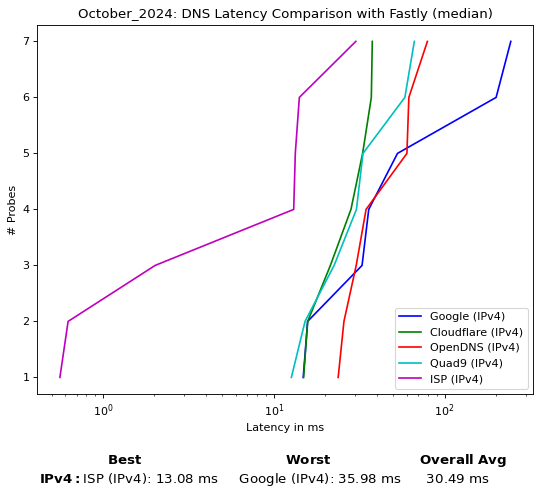 October_2024: DNS Latency Comparison with Fastly (median)
7
6
5
4
3
2
1
# Probes
10⁰ 10¹ 10²
Latency in ms
Google (IPv4)
Cloudflare (IPv4)
OpenDNS (IPv4)
Quad9 (IPv4)
ISP (IPv4)
Best Worst Overall Avg
IPv4: ISP (IPv4): 13.08 ms Google (IPv4): 35.98 ms 30.49 ms